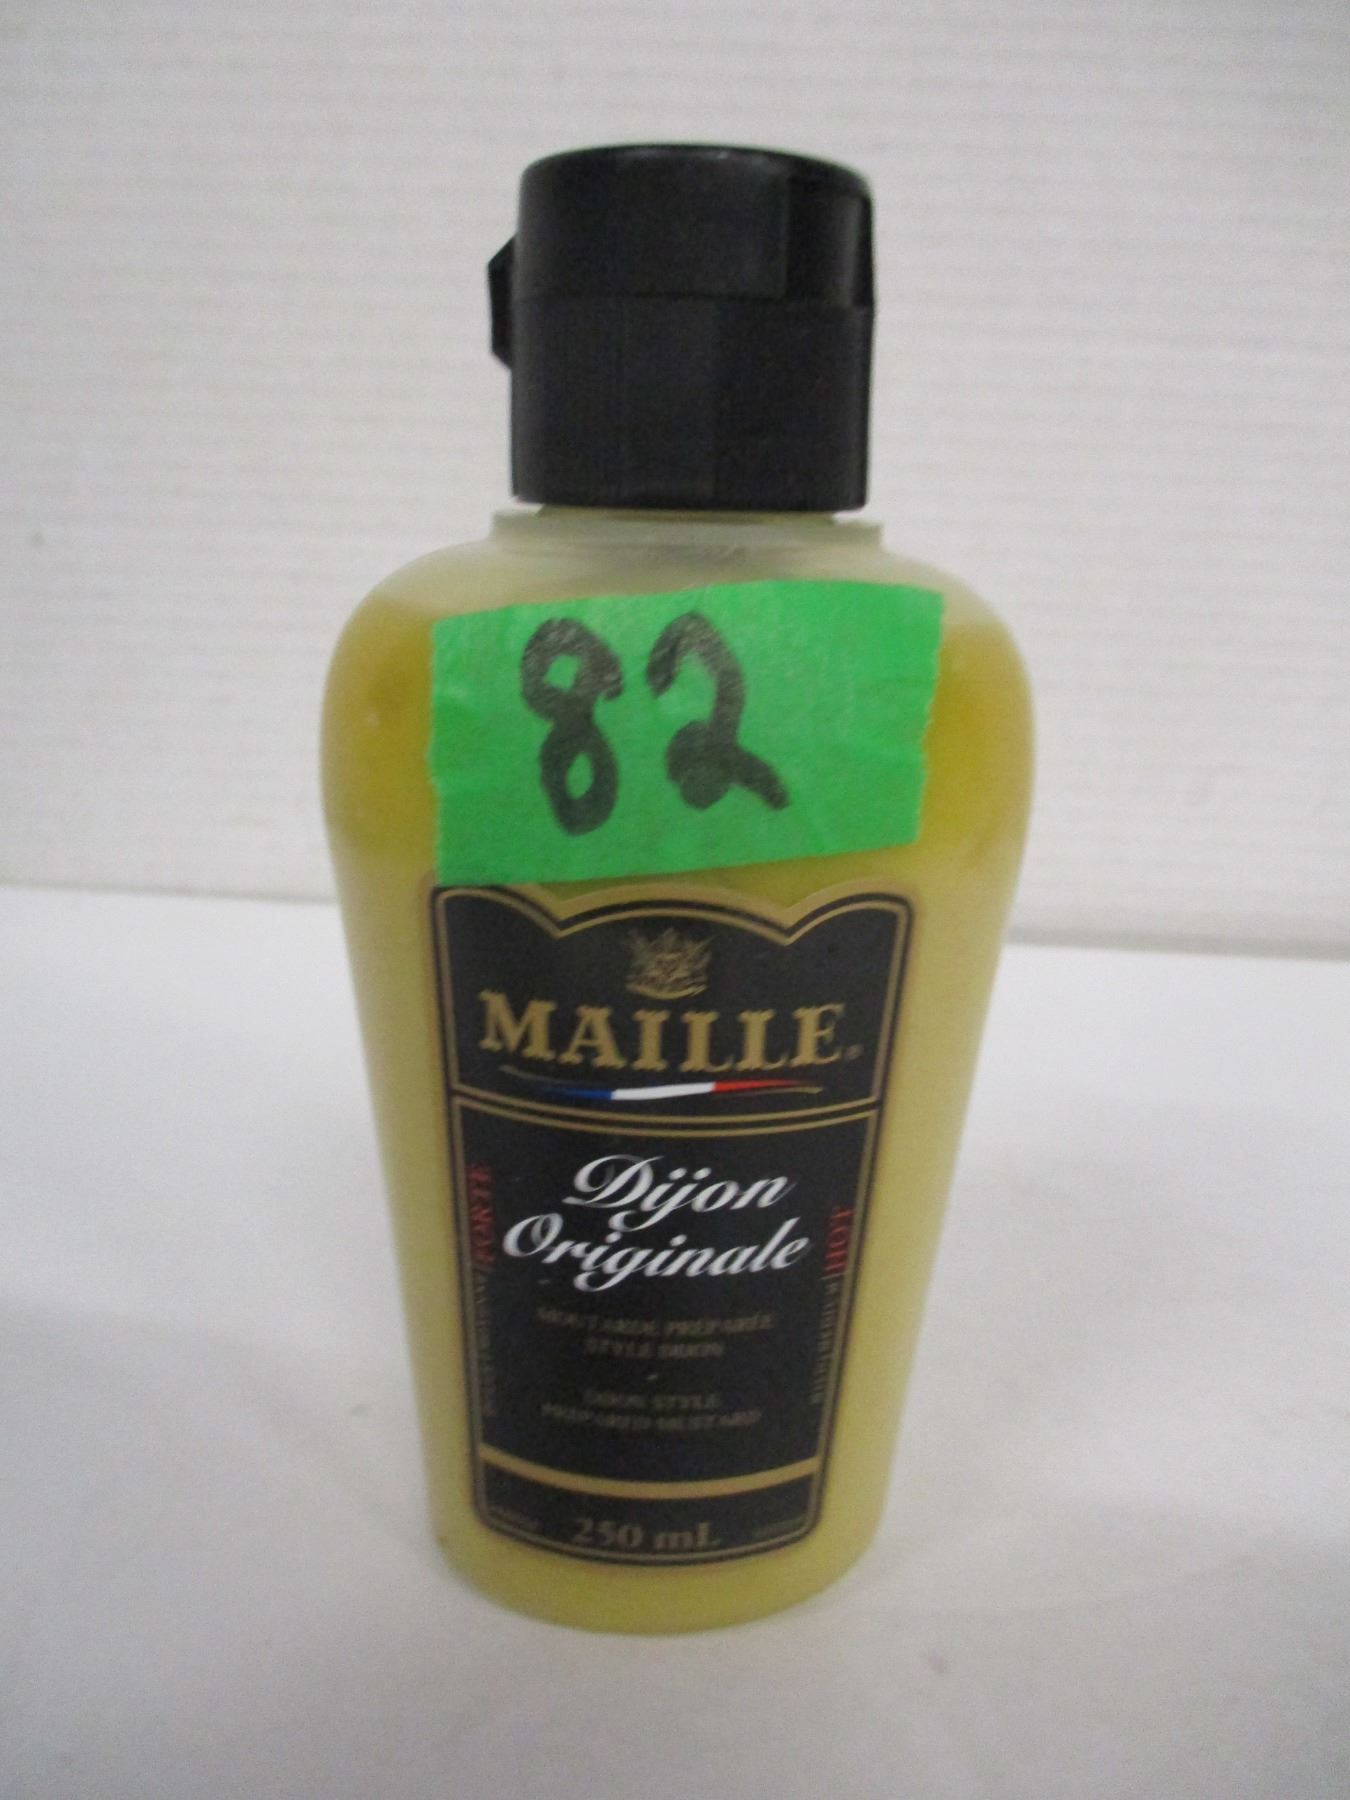 82
MAILLE
Dijon
Originale
FORTE
HOT
MOUTARDE PRÉPARÉE
STYLE DIJON
DIJON STYLE
PREPARED MUSTARD
250 mL